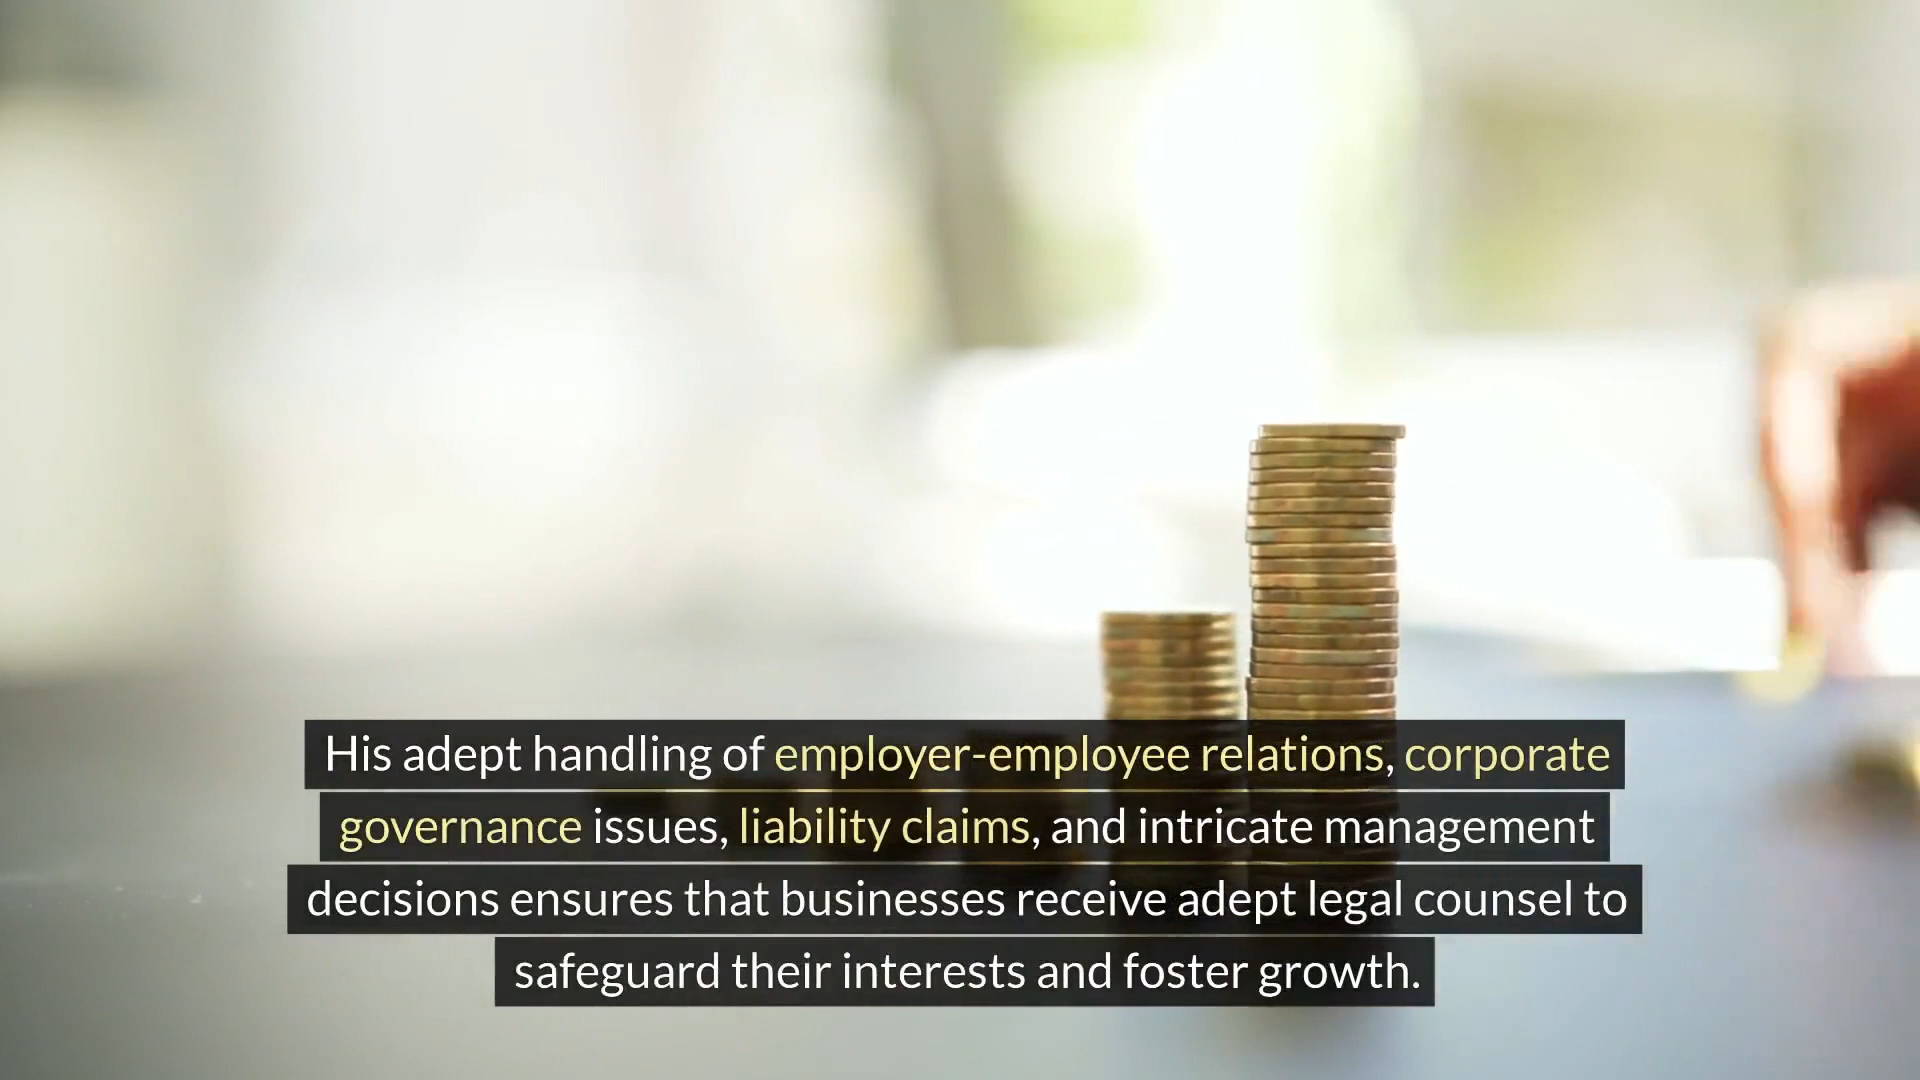 His adept handling of employer-employee relations, corporate
governance issues, liability claims, and intricate management
decisions ensures that businesses receive adept legal counsel to
safeguard their interests and foster growth.